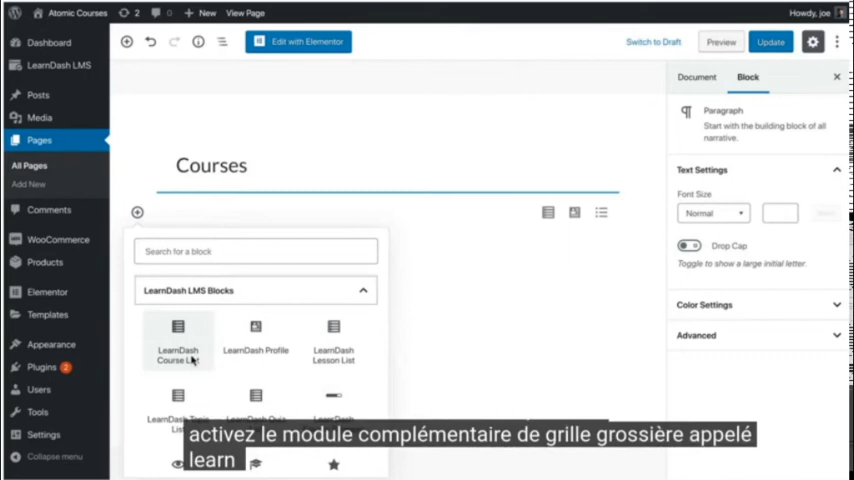 Atomic Courses
2
0
New
View Page
Howdy, joe
Dashboard
LearnDash LMS
Posts
Media
Pages
All Pages
Add New
Comments
WooCommerce
Products
Elementor
Templates
Appearance
Plugins 2
Users
Tools
Settings
Collapse menu
Edit with Elementor
Switch to Draft
Preview
Update
Courses
Search for a block
LearnDash LMS Blocks
LearnDash
Course List
LearnDash Profile
LearnDash
Lesson List
LearnDash Topic
LearnDash Quiz
Document
Block
Paragraph
Start with the building block of all
narrative.
Text Settings
Font Size
Normal
Drop Cap
Toggle to show a large initial letter.
Color Settings
Advanced
activez le module complémentaire de grille grossière appelé
learn